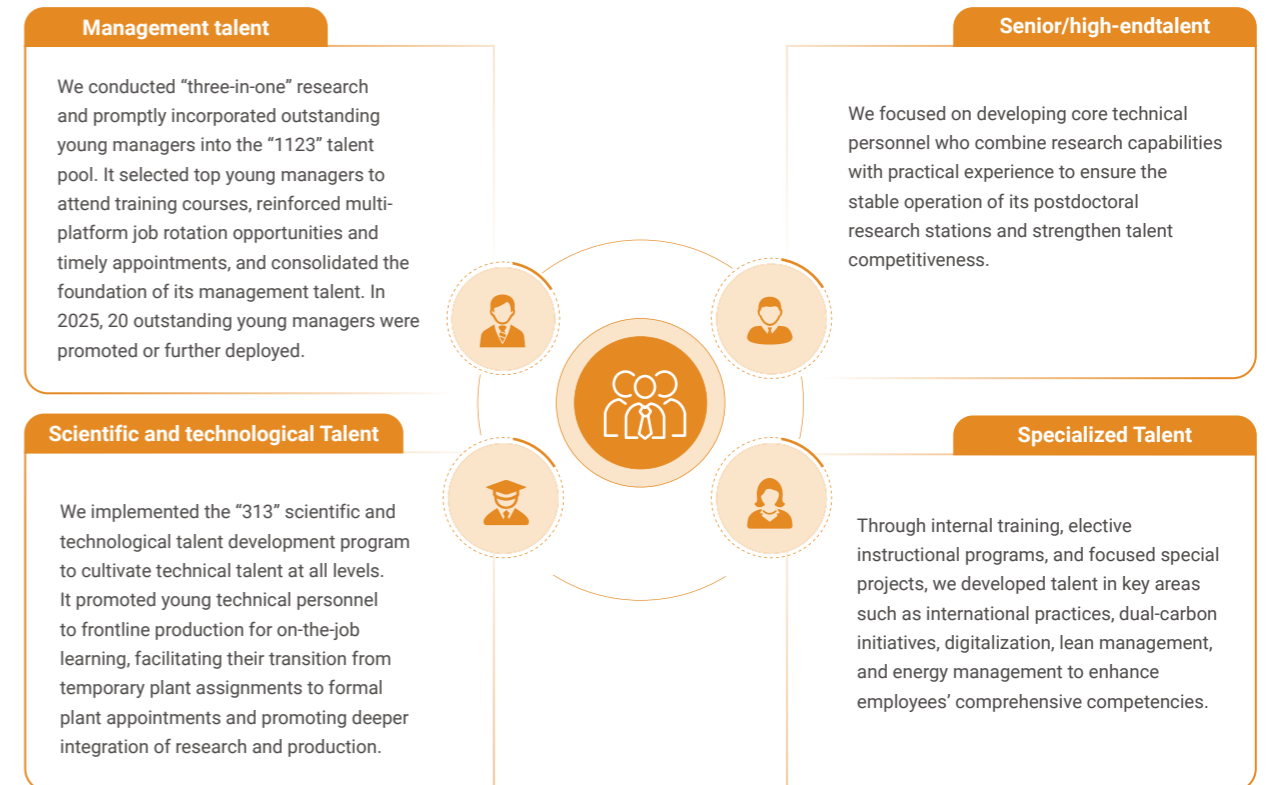 Management talent
We conducted “three-in-one” research
and promptly incorporated outstanding
young managers into the “1123” talent
pool. It selected top young managers to
attend training courses, reinforced multi-
platform job rotation opportunities and
timely appointments, and consolidated the
foundation of its management talent. In
2025, 20 outstanding young managers were
promoted or further deployed.
Senior/high-endtalent
We focused on developing core technical
personnel who combine research capabilities
with practical experience to ensure the
stable operation of its postdoctoral
research stations and strengthen talent
competitiveness.
Scientific and technological Talent
We implemented the “313” scientific and
technological talent development program
to cultivate technical talent at all levels.
It promoted young technical personnel
to frontline production for on-the-job
learning, facilitating their transition from
temporary plant assignments to formal
plant appointments and promoting deeper
integration of research and production.
Specialized Talent
Through internal training, elective
instructional programs, and focused special
projects, we developed talent in key areas
such as international practices, dual-carbon
initiatives, digitalization, lean management,
and energy management to enhance
employees’ comprehensive competencies.